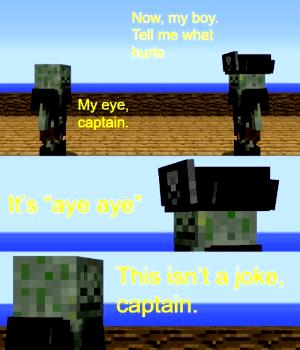 Now, my boy.
Tell me what
hurts
My eye,
captain.
It's "aye aye"
This isn't a joke,
captain.